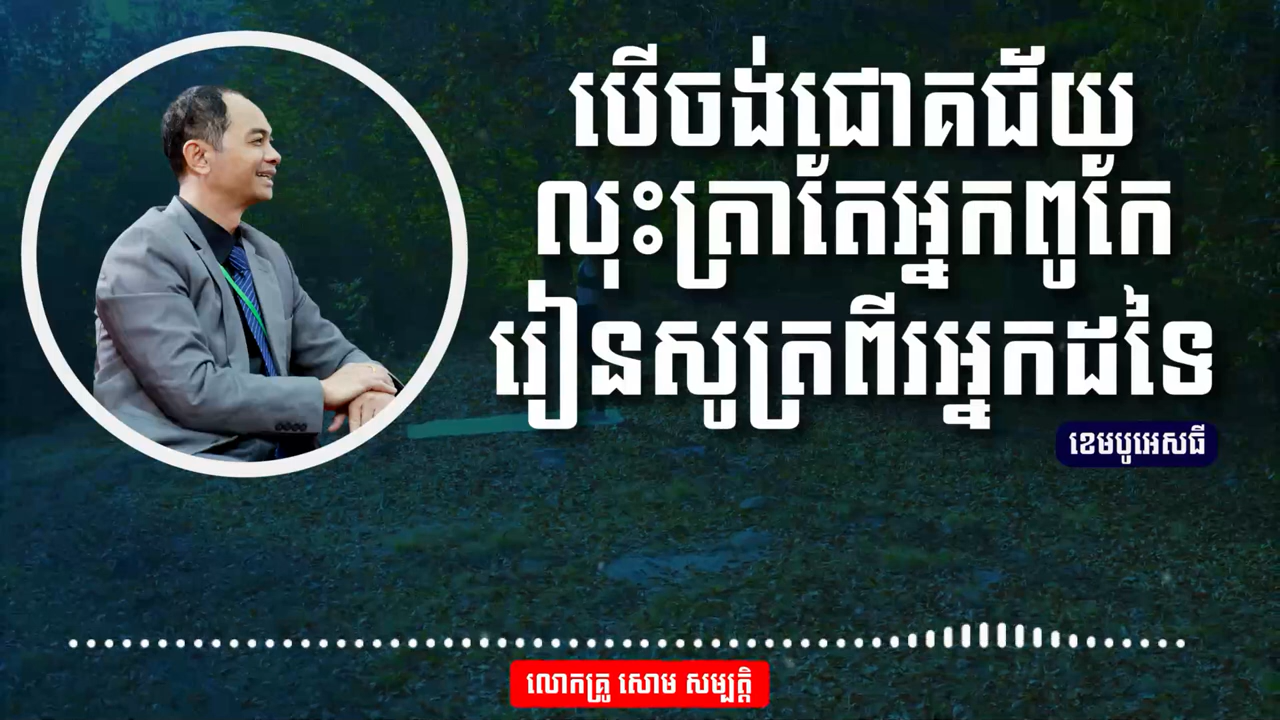 បើចង់ជោគជ័យ
លុះត្រាតែអ្នកពូកែ
រៀនសូត្រពីរអ្នកដទៃ
ខេមបូអេសធី
លោកគ្រូ សោម សម្បត្តិ